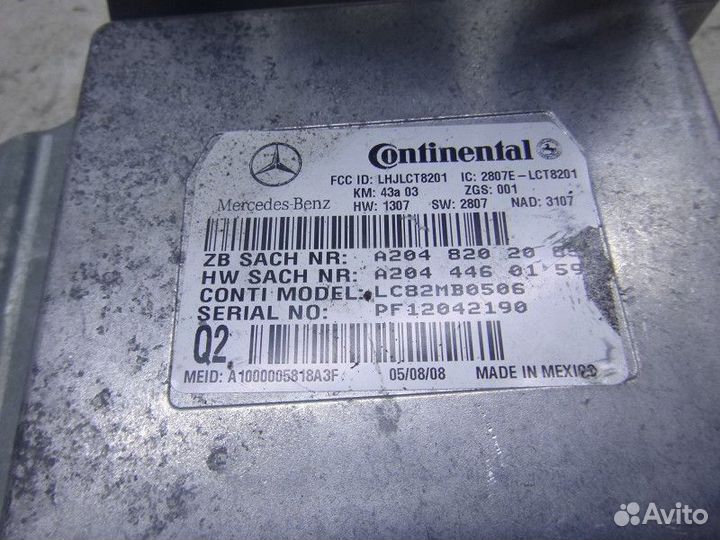 Continental
Mercedes-Benz
FCC ID: LHJLCT8201 IC: 2807E-LCT8201
KM: 43a 03 ZGS: 001
HW: 1307 SW: 2807 NAD: 3107
ZB SACH NR: A204 820 20
HW SACH NR: A204 446 01 59
CONTI MODEL: LC82MB0506
SERIAL NO: PF12042190
Q2
MEID: A1000005818A3F 05/08/08 MADE IN MEXICO
Avito